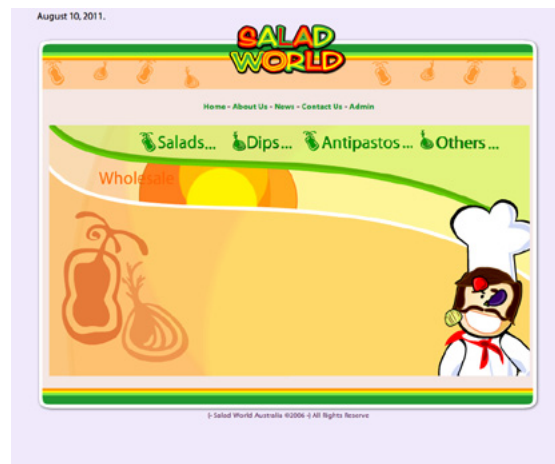 August 10, 2011.
SALAD
WORLD
Home - About Us - News - Contact Us - Admin
Salads... Dips... Antipastos... Others...
Wholesale
|- Salad World Australia ©2006 -| All Rights Reserve